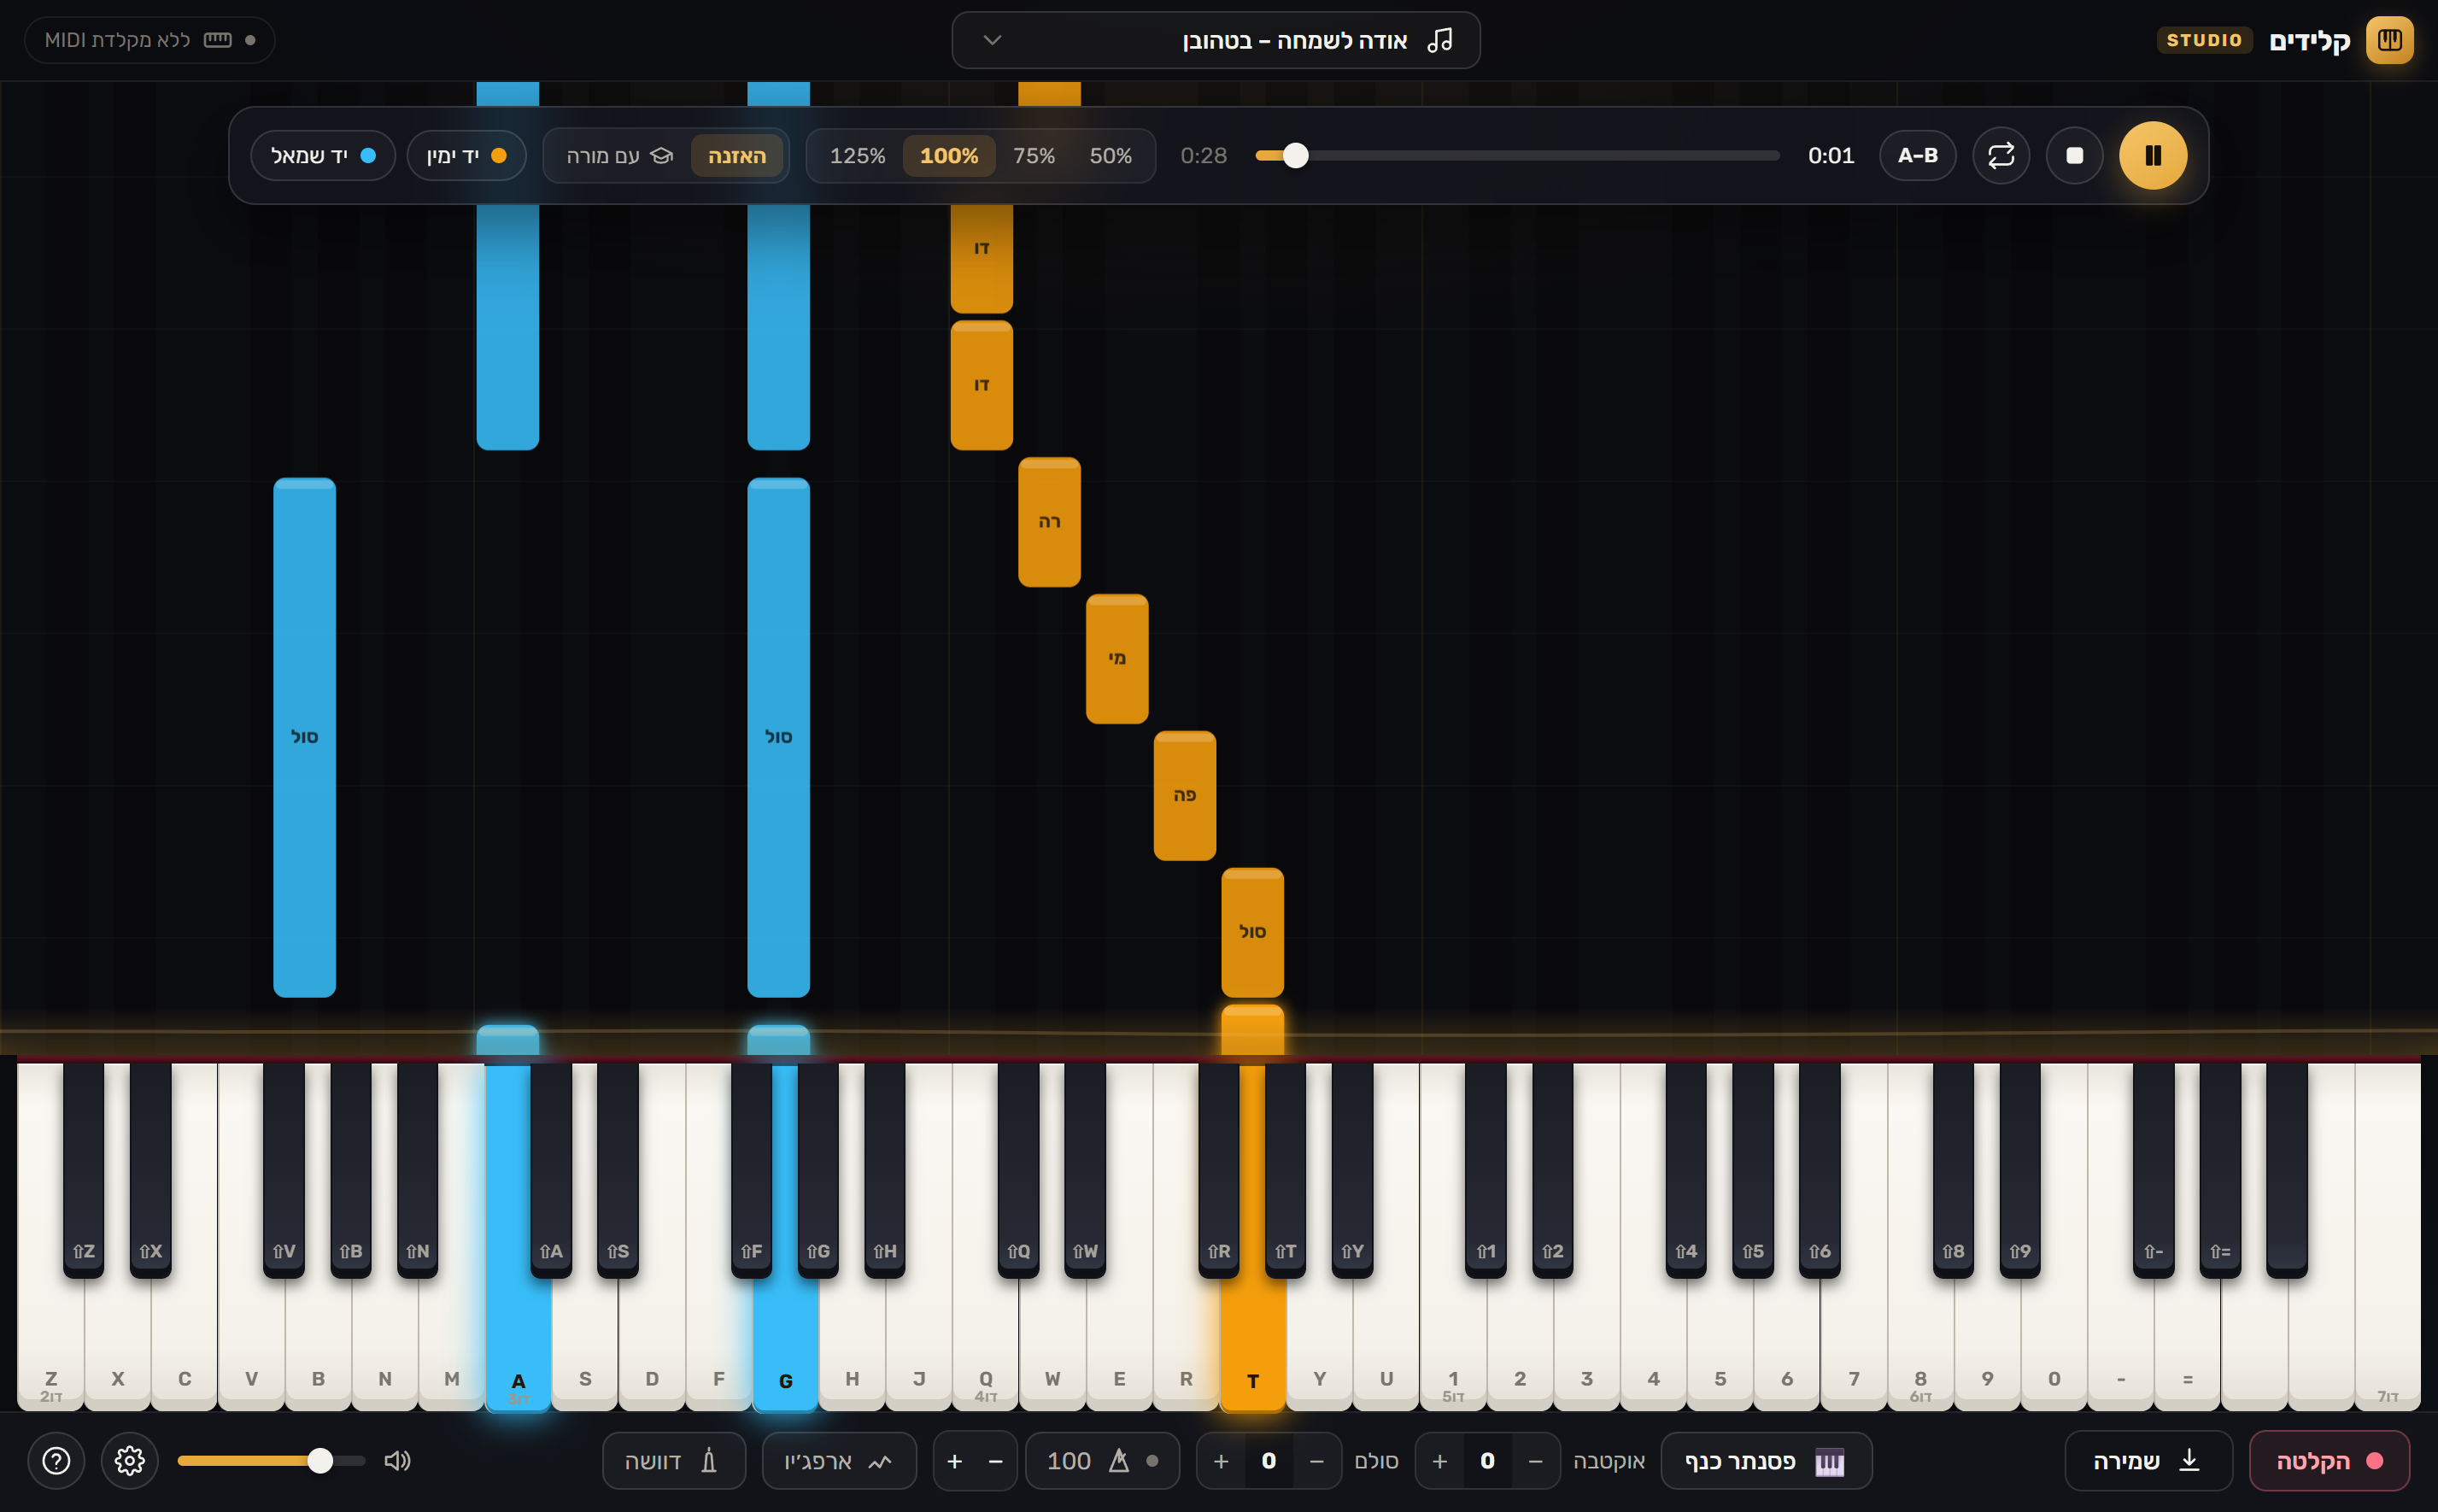 קלידים STUDIO
אודה לשמחה – בטהובן
ללא מקלדת MIDI
A–B
0:01
0:28
50% 75% 100% 125%
האזנה
עם מורה
יד ימין
יד שמאל
דו
דו
רה
מי
סול סול
פה
סול
⇧Z ⇧X ⇧V ⇧B ⇧N ⇧A ⇧S ⇧F ⇧G ⇧H ⇧Q ⇧W ⇧R ⇧T ⇧Y ⇧1 ⇧2 ⇧4 ⇧5 ⇧6 ⇧8 ⇧9 ⇧- ⇧=
Z X C V B N M A S D F G H J Q W E R T Y U 1 2 3 4 5 6 7 8 9 0 - =
דו2 דו3 דו4 דו5 דו6 דו7
הקלטה
שמירה
פסנתר כנף
אוקטבה − 0 +
סולם − 0 +
100
− +
ארפג׳יו
דוושה